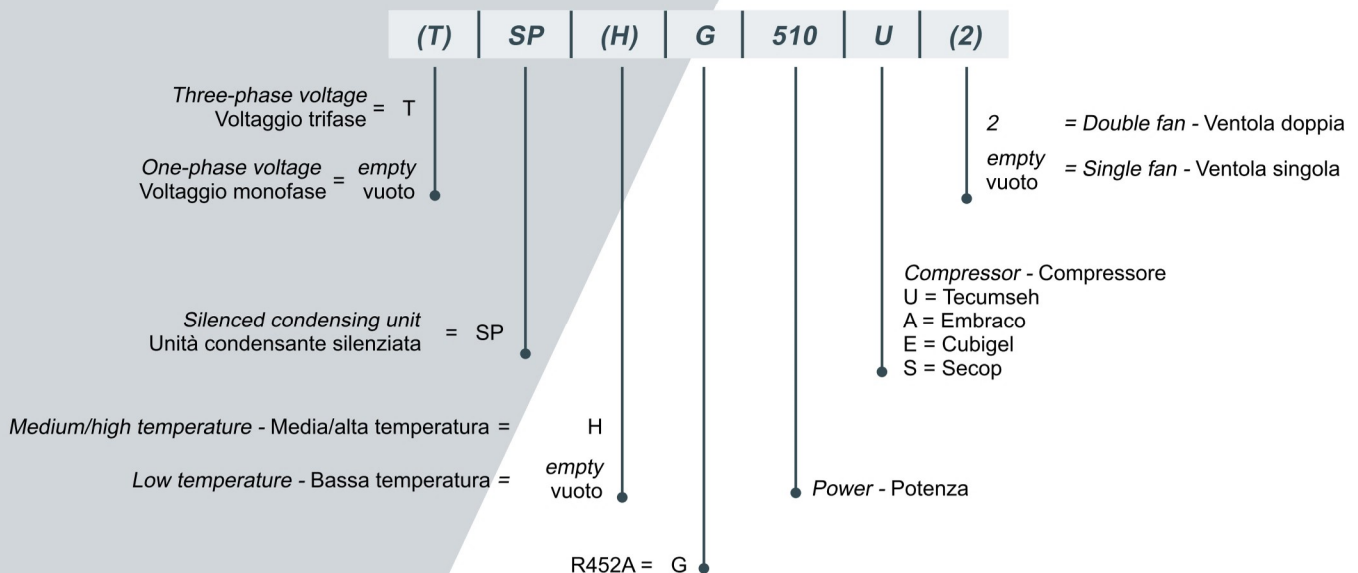 (T) SP (H) G 510 U (2)
Three-phase voltage = T
Voltaggio trifase
One-phase voltage = empty
Voltaggio monofase vuoto
2 = Double fan - Ventola doppia
empty = Single fan - Ventola singola
vuoto
Compressor - Compressore
U = Tecumseh
A = Embraco
E = Cubigel
S = Secop
Silenced condensing unit = SP
Unità condensante silenziata
Medium/high temperature - Media/alta temperatura = H
Low temperature - Bassa temperatura = empty
vuoto
Power - Potenza
R452A = G